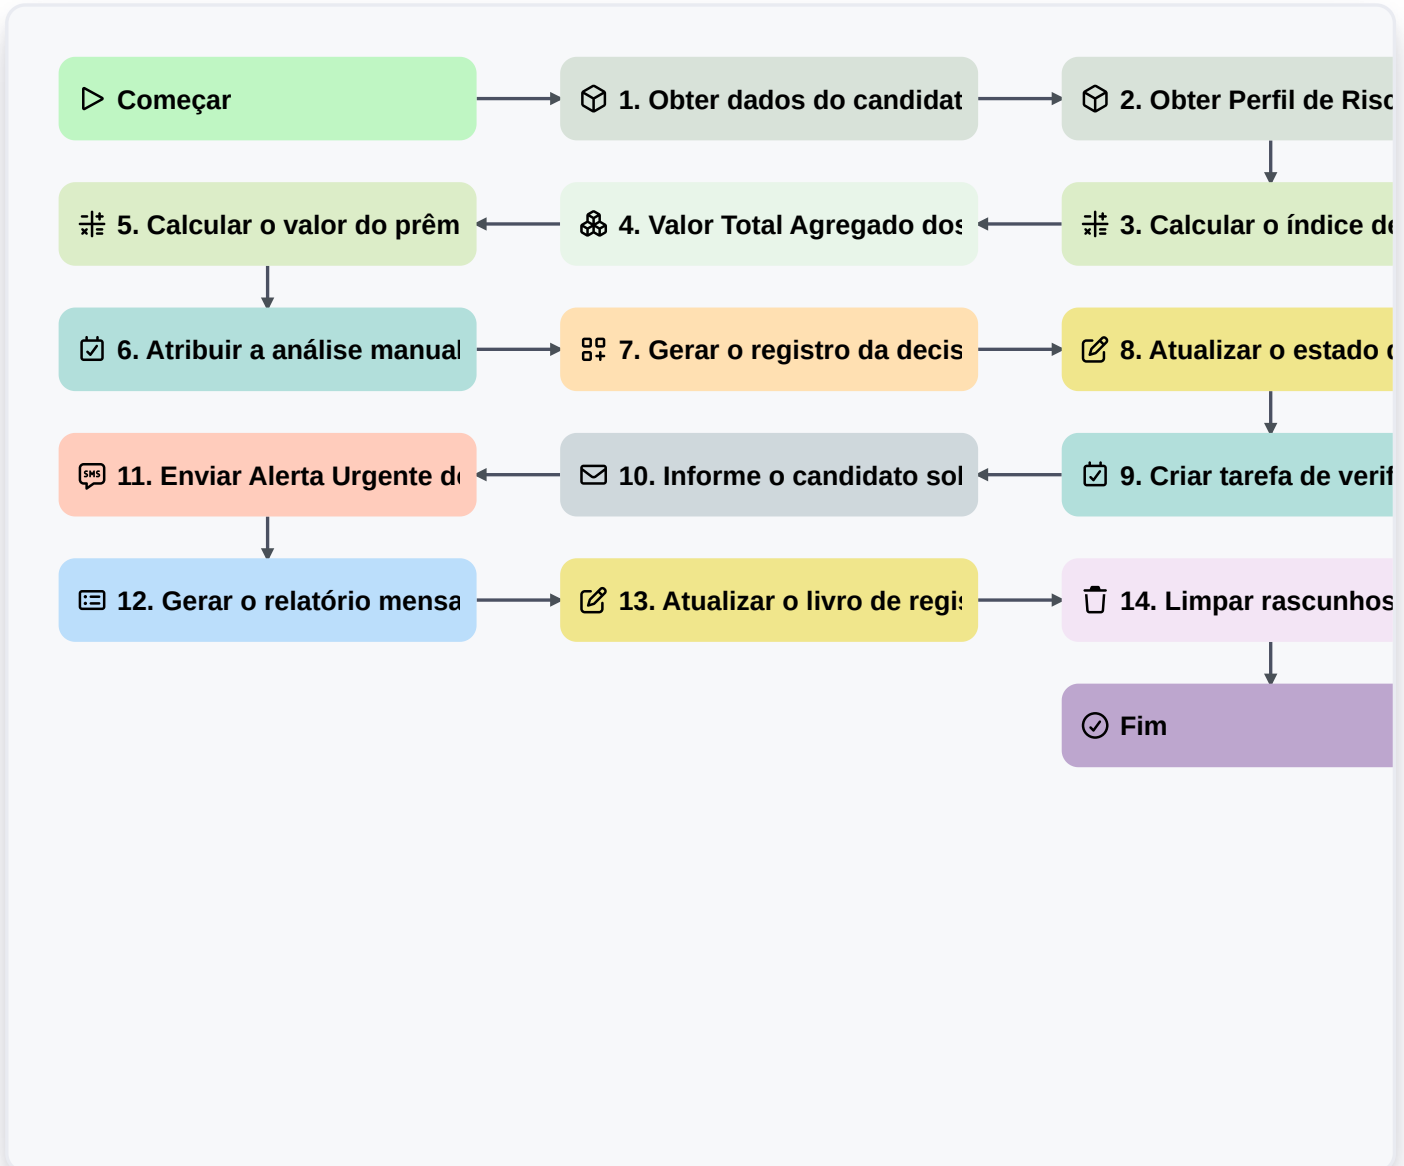 Começar
1. Obter dados do candidat
2. Obter Perfil de Risc
5. Calcular o valor do prêm
4. Valor Total Agregado dos
3. Calcular o índice de
6. Atribuir a análise manual
7. Gerar o registro da decis
8. Atualizar o estado d
11. Enviar Alerta Urgente de
SMS
10. Informe o candidato sol
9. Criar tarefa de verif
12. Gerar o relatório mensa
13. Atualizar o livro de regis
14. Limpar rascunhos
Fim